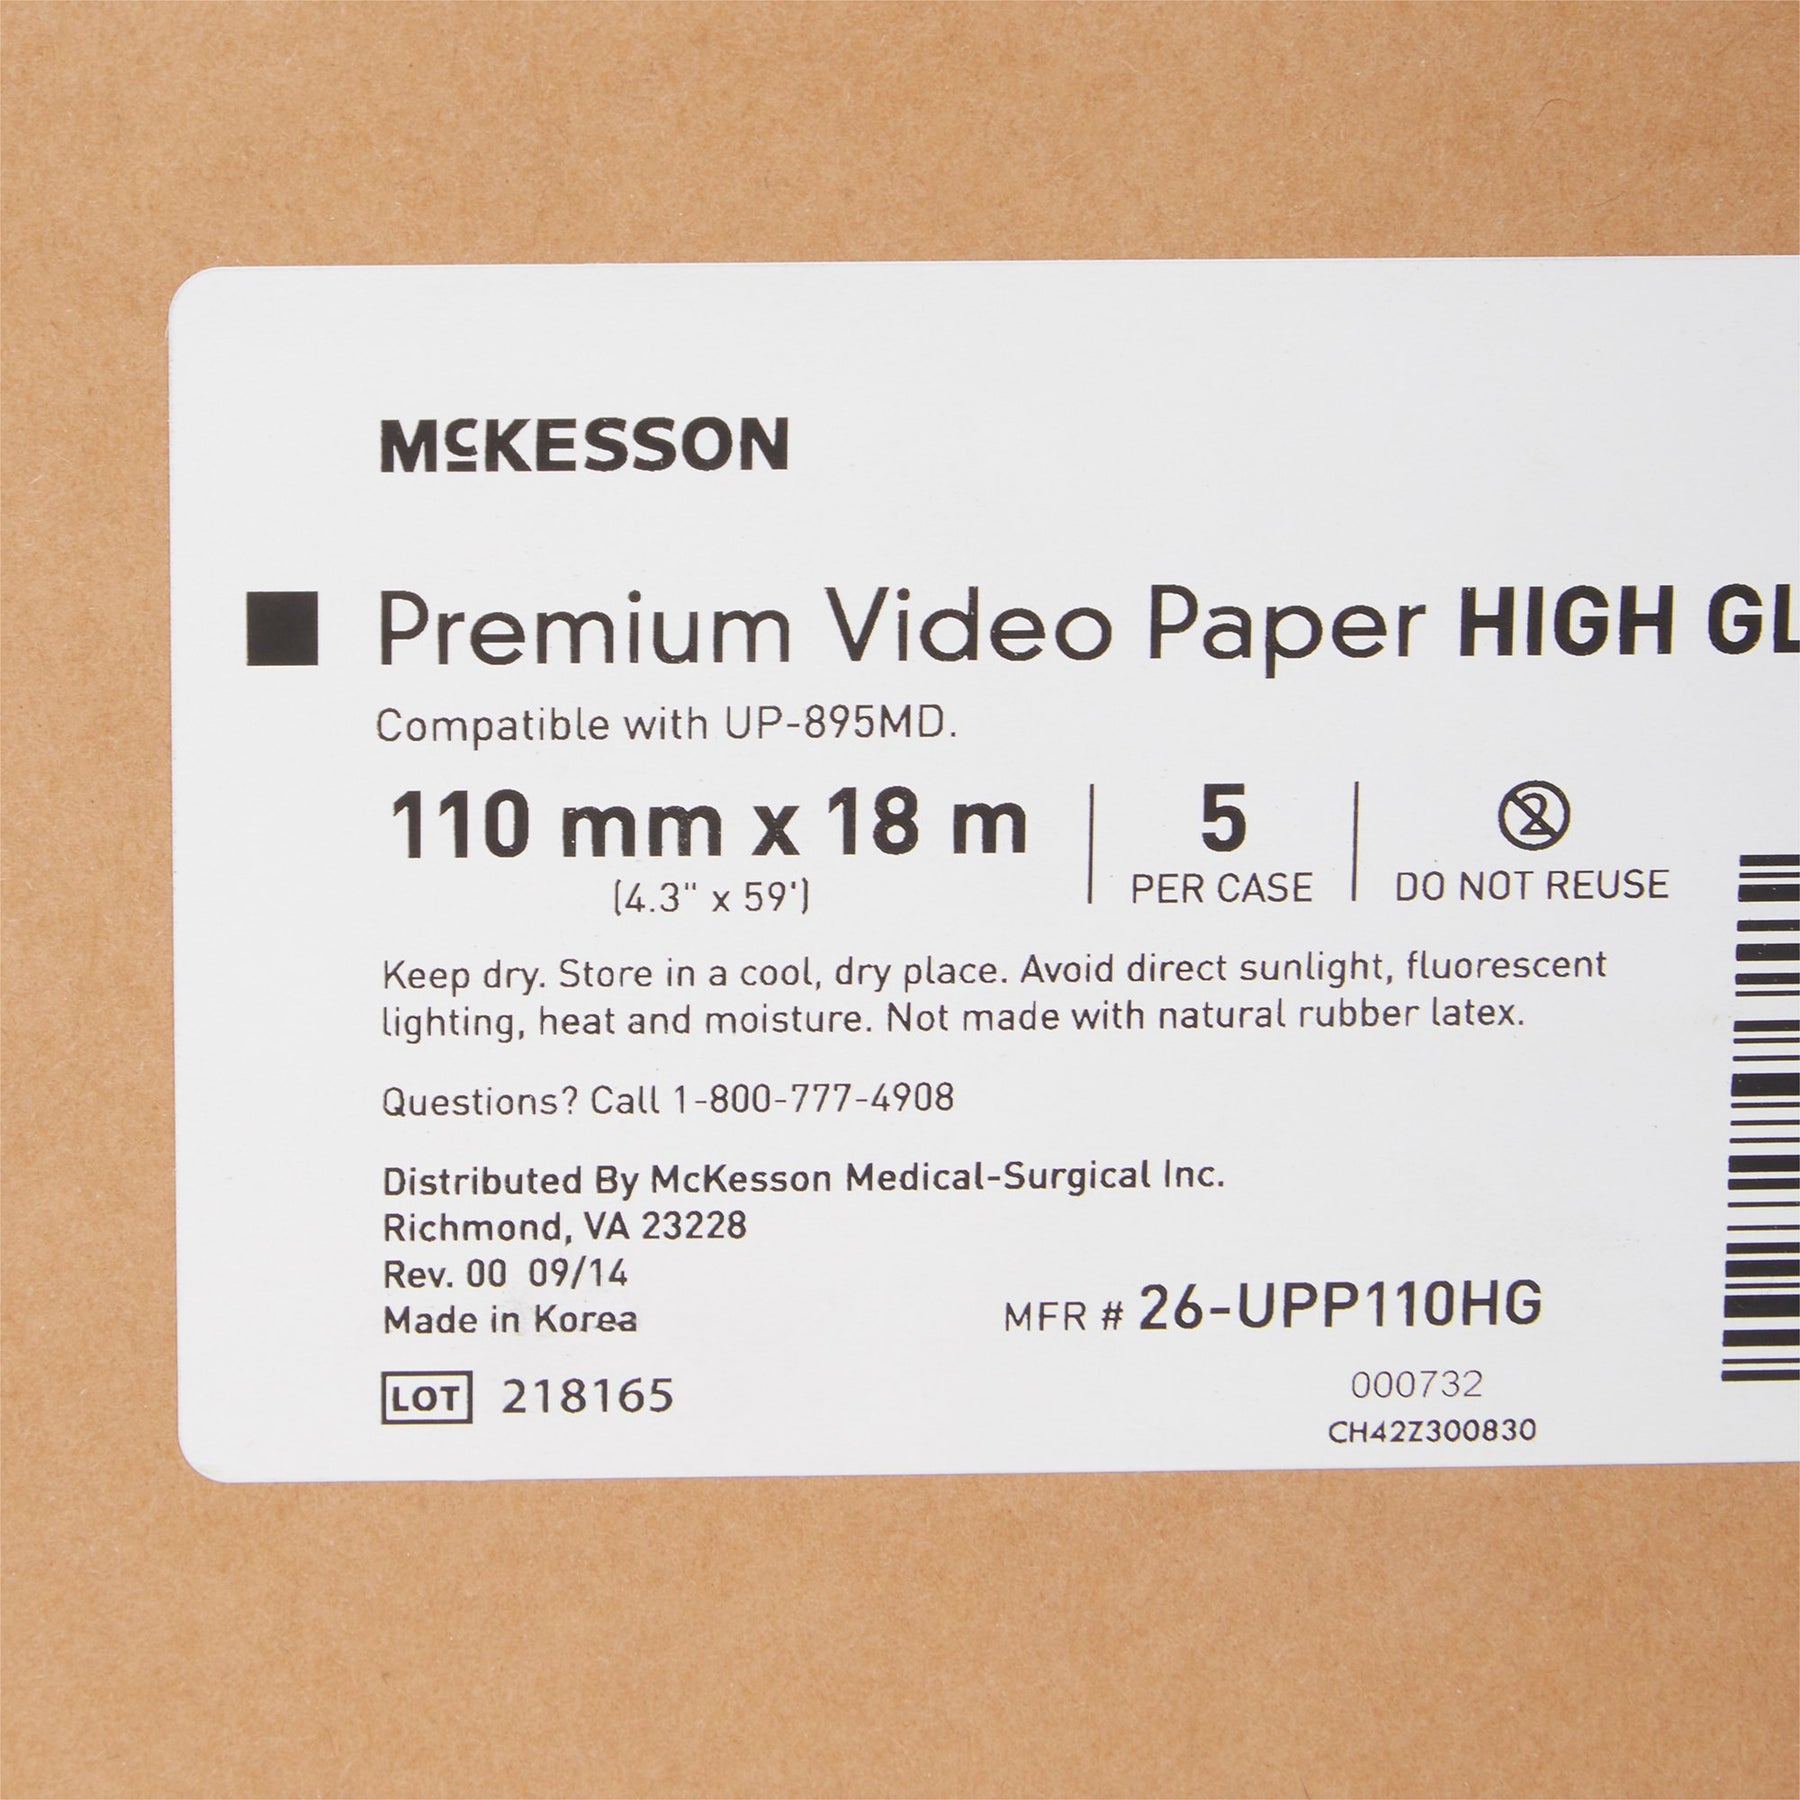 McKESSON
Premium Video Paper HIGH GL
Compatible with UP-895MD.
110 mm x 18 m
(4.3" x 59')
5
PER CASE
2
DO NOT REUSE
Keep dry. Store in a cool, dry place. Avoid direct sunlight, fluorescent
lighting, heat and moisture. Not made with natural rubber latex.
Questions? Call 1-800-777-4908
Distributed By McKesson Medical-Surgical Inc.
Richmond, VA 23228
Rev. 00 09/14
Made in Korea
MFR # 26-UPP110HG
LOT 218165
000732
CH42Z300830